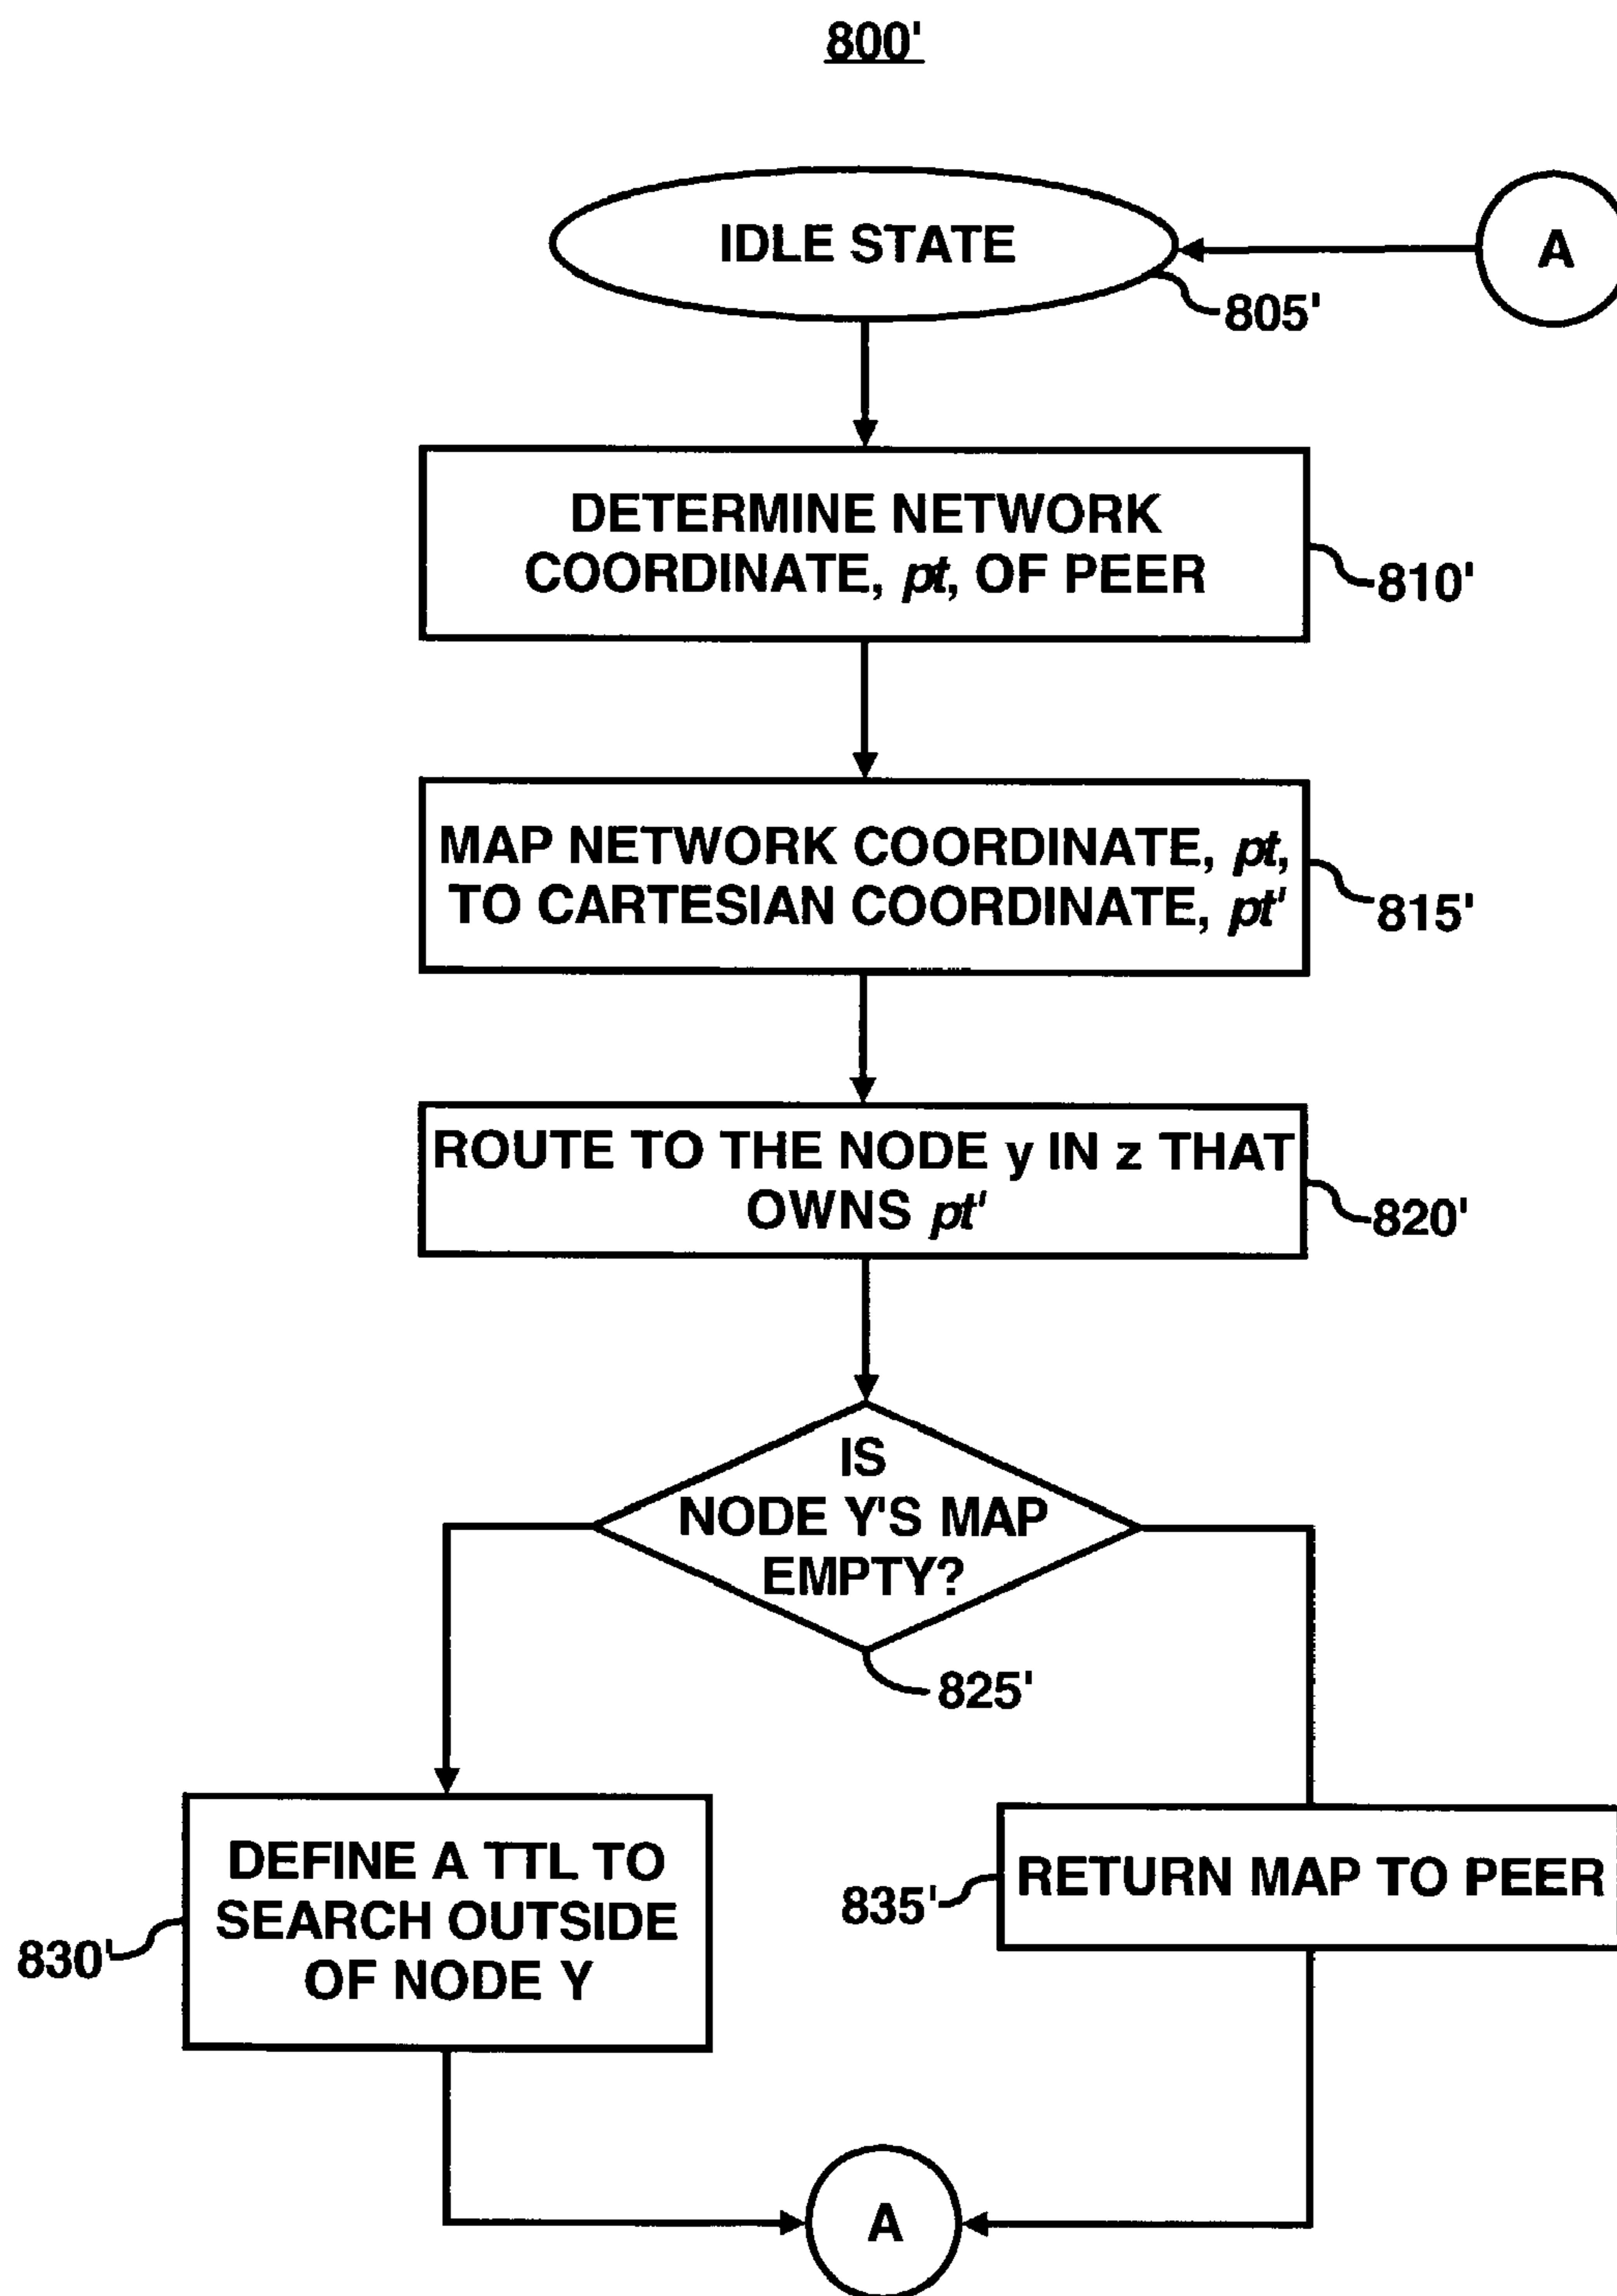 800'
IDLE STATE
A
805'
DETERMINE NETWORK
COORDINATE, pt, OF PEER
810'
MAP NETWORK COORDINATE, pt,
TO CARTESIAN COORDINATE, pt'
815'
ROUTE TO THE NODE y IN z THAT
OWNS pt'
820'
IS
NODE Y'S MAP
EMPTY?
825'
DEFINE A TTL TO
SEARCH OUTSIDE
OF NODE Y
830'
RETURN MAP TO PEER
835'
A